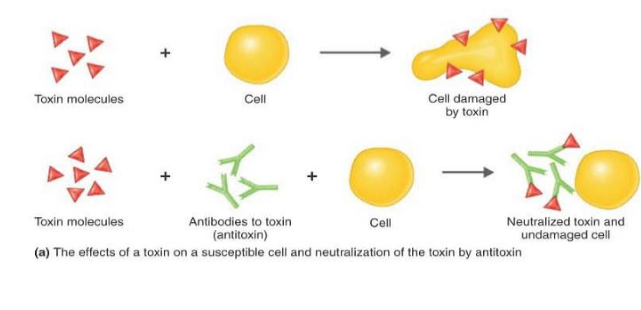 +
Toxin molecules
Cell
Cell damaged
by toxin
+
+
Toxin molecules
Antibodies to toxin
(antitoxin)
Cell
Neutralized toxin and
undamaged cell
(a) The effects of a toxin on a susceptible cell and neutralization of the toxin by antitoxin